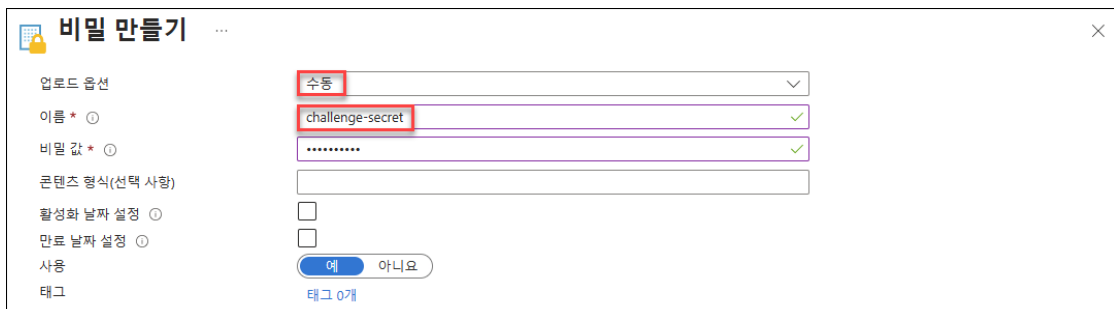 비밀 만들기 ...
업로드 옵션 수동
이름 * challenge-secret
비밀 값 * ••••••••••
콘텐츠 형식(선택 사항)
활성화 날짜 설정
만료 날짜 설정
사용 예 아니요
태그 태그 0개